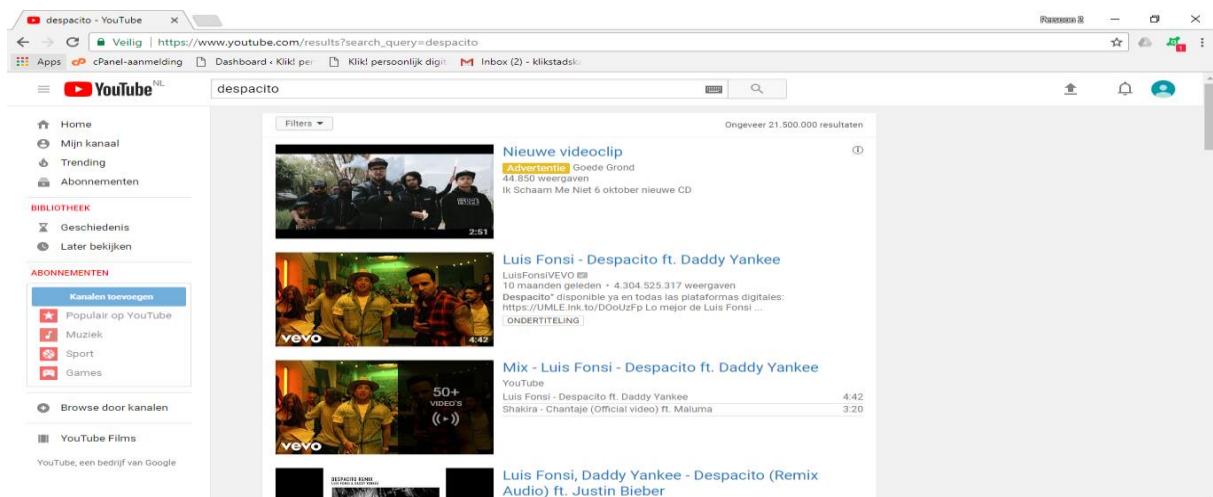 despacito - YouTube
Veilig | https://www.youtube.com/results?search_query=despacito
Apps cPanel-aanmelding Dashboard ‹ Klik! per Klik! persoonlijk digit Inbox (2) - klikstadsk
YouTube NL
despacito
Home
Mijn kanaal
Trending
Abonnementen
BIBLIOTHEEK
Geschiedenis
Later bekijken
ABONNEMENTEN
Kanalen toevoegen
Populair op YouTube
Muziek
Sport
Games
Browse door kanalen
YouTube Films
YouTube, een bedrijf van Google
Filters
Ongeveer 21.500.000 resultaten
2:51
Nieuwe videoclip
Advertentie Goede Grond
44.850 weergaven
Ik Schaam Me Niet 6 oktober nieuwe CD
vevo
4:42
Luis Fonsi - Despacito ft. Daddy Yankee
LuisFonsiVEVO
10 maanden geleden • 4.304.525.317 weergaven
Despacito" disponible ya en todas las plataformas digitales:
https://UMLE.lnk.to/DOoUzFp Lo mejor de Luis Fonsi ...
ONDERTITELING
50+
VIDEO'S
vevo
Mix - Luis Fonsi - Despacito ft. Daddy Yankee
YouTube
Luis Fonsi - Despacito ft. Daddy Yankee 4:42
Shakira - Chantaje (Official video) ft. Maluma 3:20
DESPACITO REMIX
LUIS FONSI & DADDY YANKEE
Luis Fonsi, Daddy Yankee - Despacito (Remix
Audio) ft. Justin Bieber